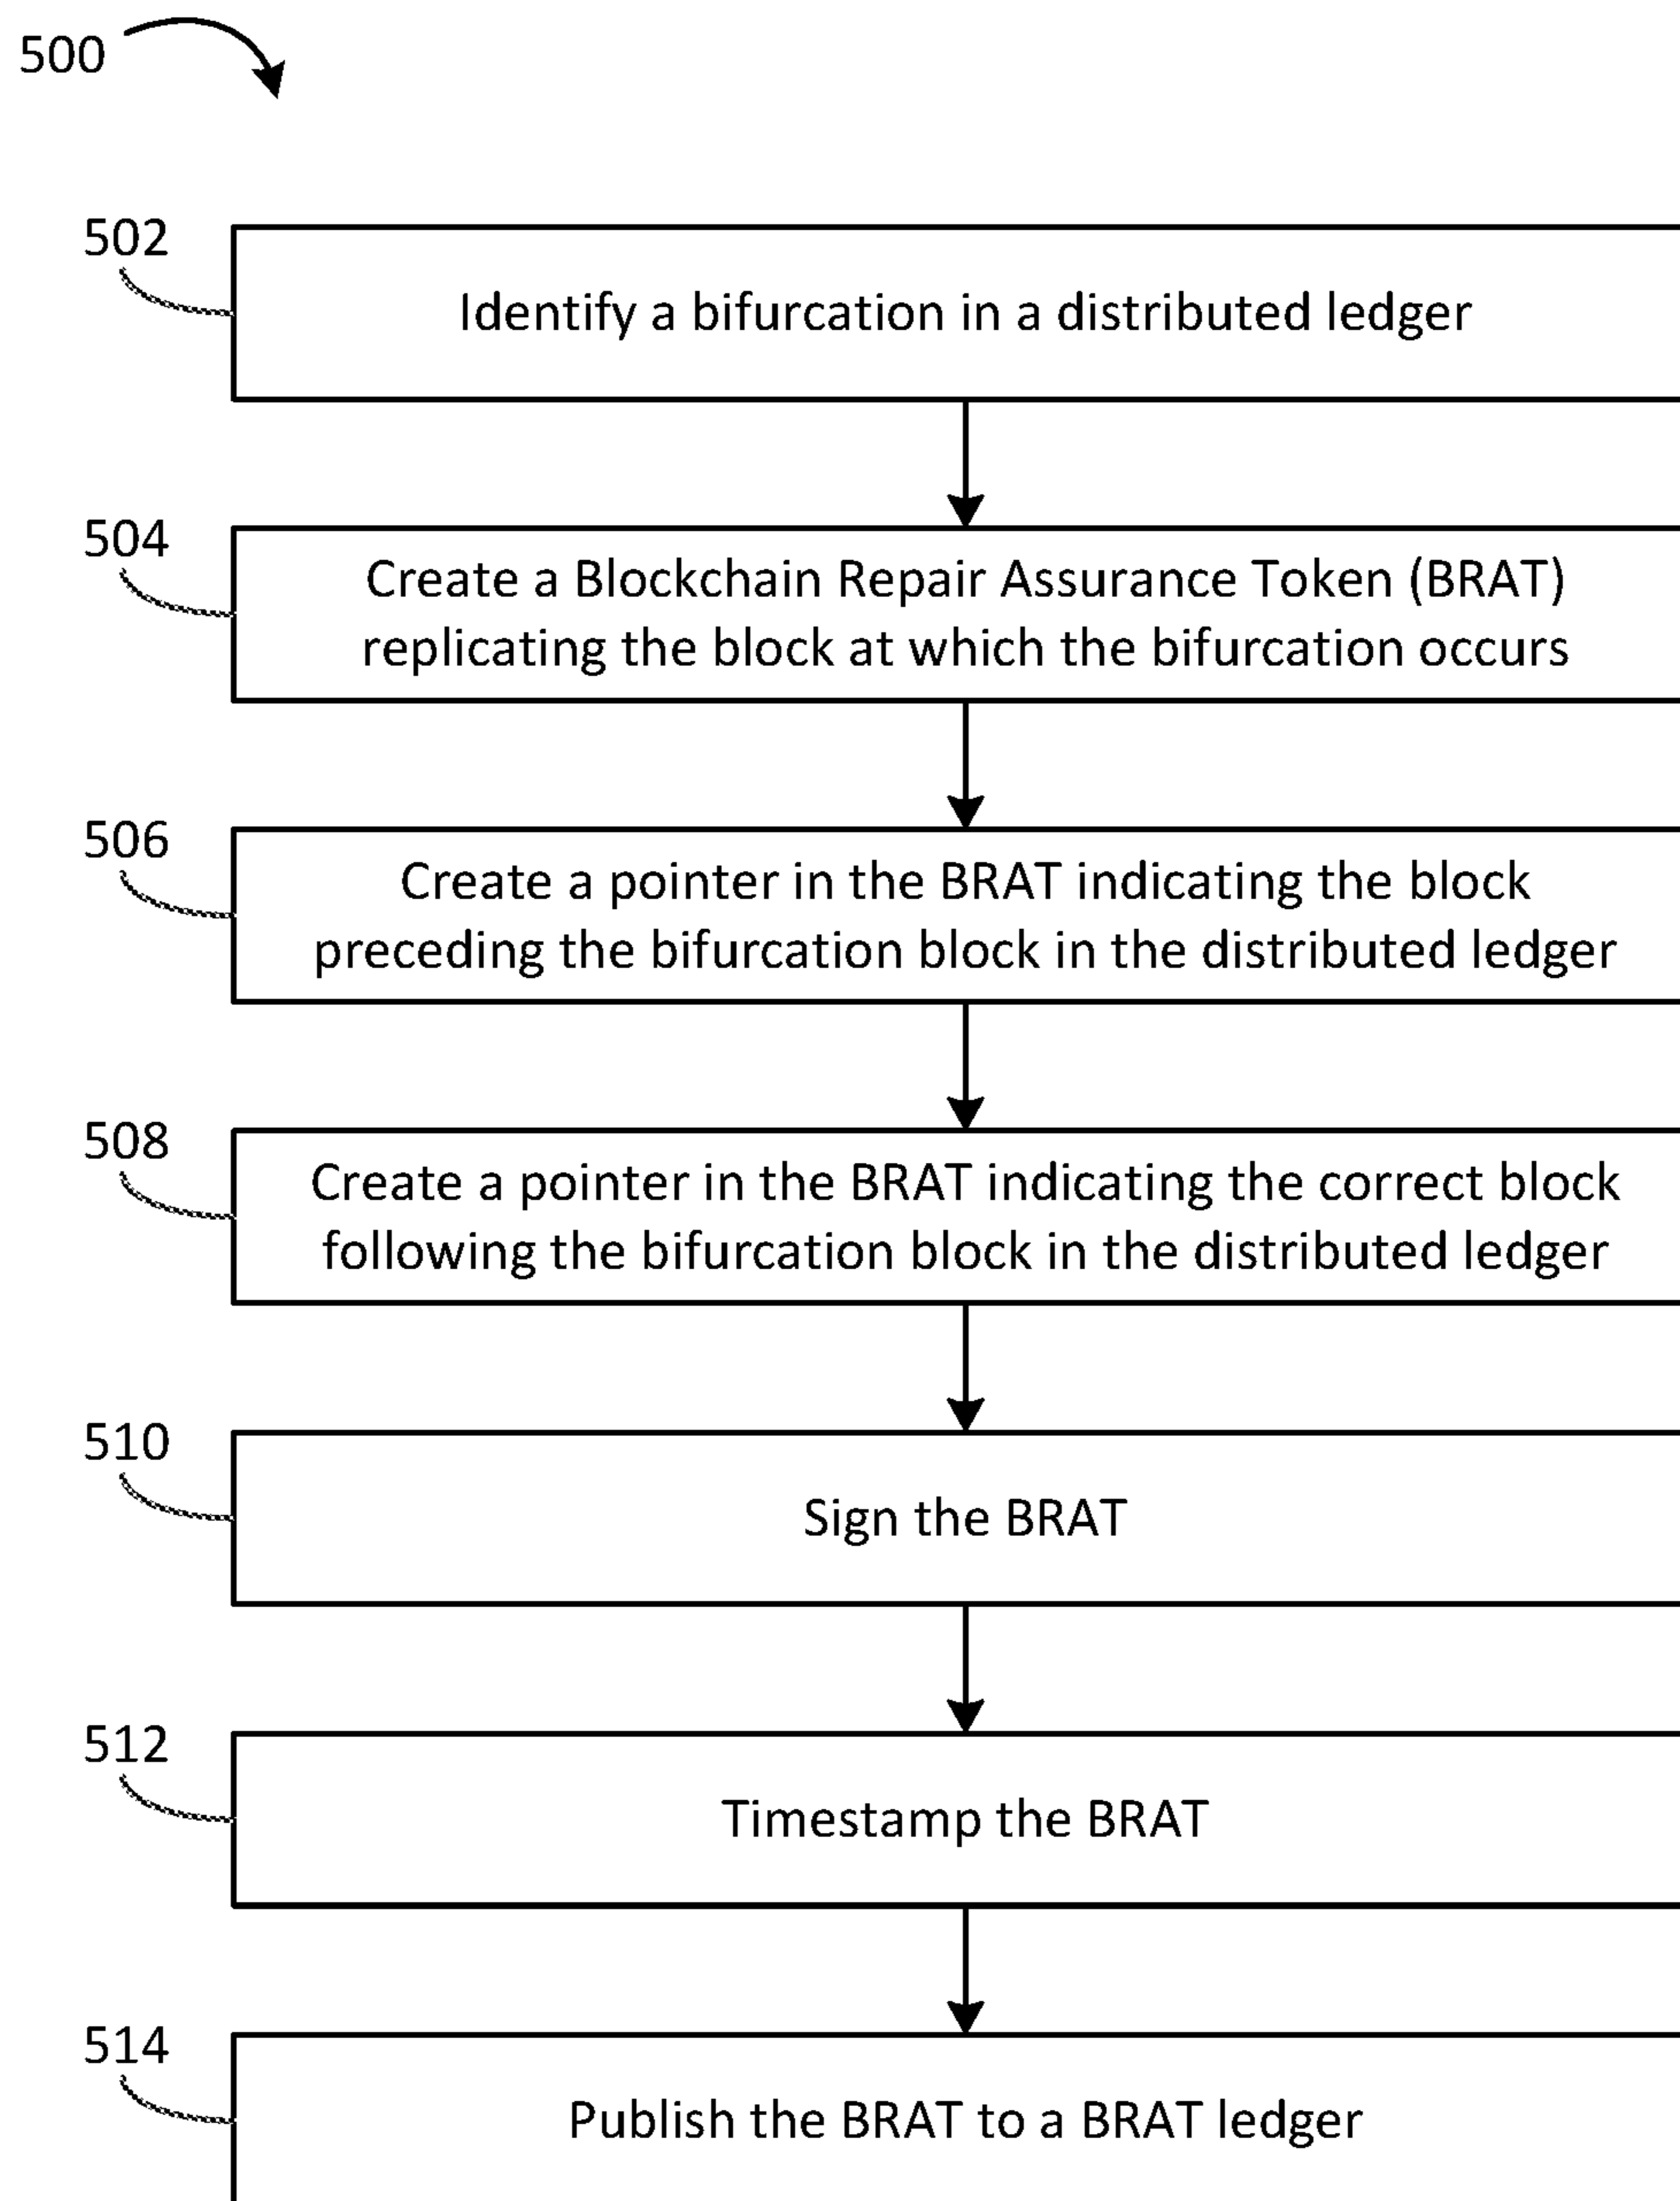 500
502
Identify a bifurcation in a distributed ledger
504
Create a Blockchain Repair Assurance Token (BRAT)
replicating the block at which the bifurcation occurs
506
Create a pointer in the BRAT indicating the block
preceding the bifurcation block in the distributed ledger
508
Create a pointer in the BRAT indicating the correct block
following the bifurcation block in the distributed ledger
510
Sign the BRAT
512
Timestamp the BRAT
514
Publish the BRAT to a BRAT ledger